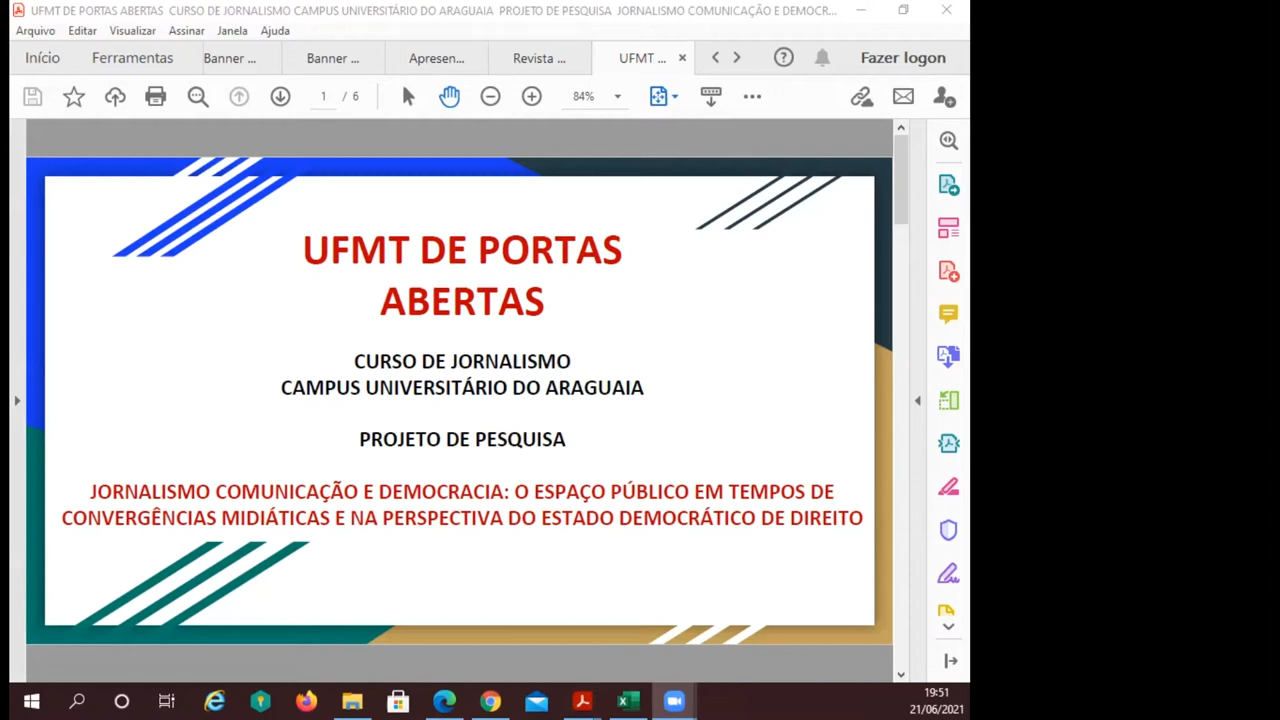 UFMT DE PORTAS ABERTAS  CURSO DE JORNALISMO CAMPUS UNIVERSITÁRIO DO ARAGUAIA  PROJETO DE PESQUISA  JORNALISMO COMUNICAÇÃO E DEMOCR...
Arquivo Editar Visualizar Assinar Janela Ajuda
Início Ferramentas Banner ... Banner ... Apresen... Revista ... UFMT ... Fazer logon
1 / 6 84%
UFMT DE PORTAS
ABERTAS
CURSO DE JORNALISMO
CAMPUS UNIVERSITÁRIO DO ARAGUAIA
PROJETO DE PESQUISA
JORNALISMO COMUNICAÇÃO E DEMOCRACIA: O ESPAÇO PÚBLICO EM TEMPOS DE
CONVERGÊNCIAS MIDIÁTICAS E NA PERSPECTIVA DO ESTADO DEMOCRÁTICO DE DIREITO
19:51
21/06/2021